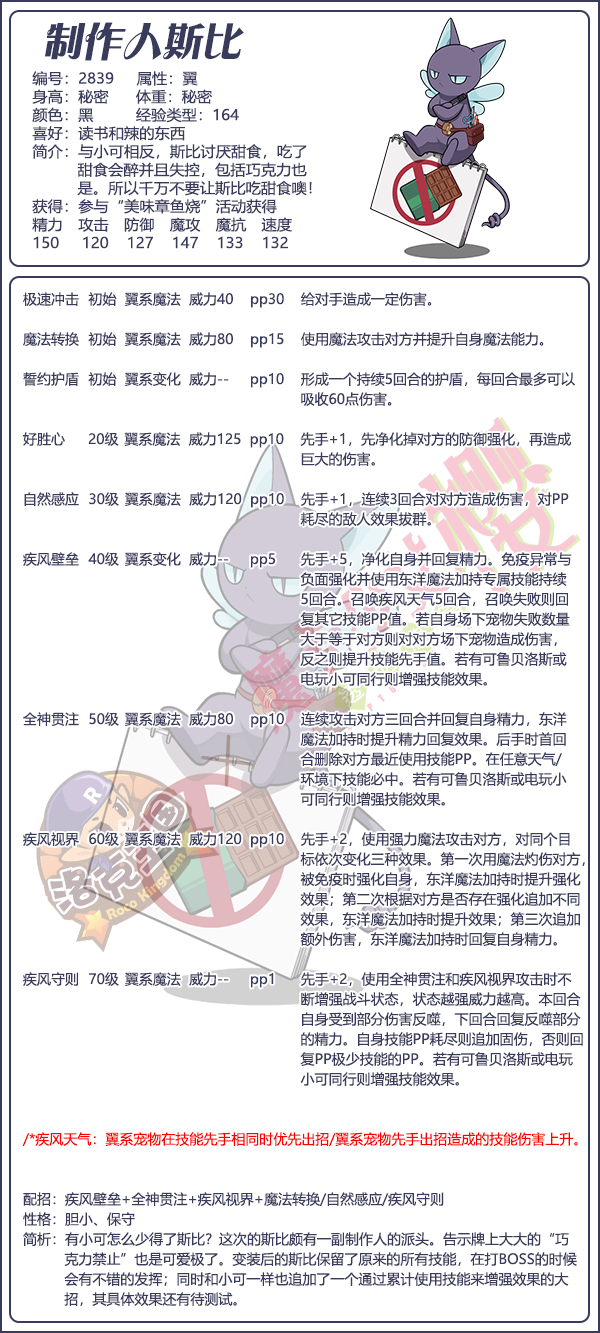 制作人斯比
编号：2839 属性：翼
身高：秘密 体重：秘密
颜色：黑 经验类型：164
喜好：读书和辣的东西
简介：与小可相反，斯比讨厌甜食，吃了
甜食会醉并且失控，包括巧克力也
是。所以千万不要让斯比吃甜食噢！
获得：参与“美味章鱼烧”活动获得
精力 攻击 防御 魔攻 魔抗 速度
150 120 127 147 133 132
极速冲击 初始 翼系魔法 威力40 pp30 给对手造成一定伤害。
魔法转换 初始 翼系魔法 威力80 pp15 使用魔法攻击对方并提升自身魔法能力。
誓约护盾 初始 翼系变化 威力-- pp10 形成一个持续5回合的护盾，每回合最多可以
吸收60点伤害。
好胜心 20级 翼系魔法 威力125 pp10 先手+1，先净化掉对方的防御强化，再造成
巨大的伤害。
自然感应 30级 翼系魔法 威力120 pp10 先手+1，连续3回合对对方造成伤害，对PP
耗尽的敌人效果拔群。
疾风壁垒 40级 翼系变化 威力-- pp5 先手+5，净化自身并回复精力。免疫异常与
负面强化并使用东洋魔法加持专属技能持续
5回合。召唤疾风天气5回合，召唤失败则回
复其它技能PP值。若自身场下宠物失败数量
大于等于对方则对对方场下宠物造成伤害，
反之则提升技能先手值。若有可鲁贝洛斯或
电玩小可同行则增强技能效果。
全神贯注 50级 翼系魔法 威力80 pp10 连续攻击对方三回合并回复自身精力，东洋
魔法加持时提升精力回复效果。后手时首回
合删除对方最近使用技能PP。在任意天气/
环境下技能必中。若有可鲁贝洛斯或电玩小
可同行则增强技能效果。
疾风视界 60级 翼系魔法 威力120 pp10 先手+2，使用强力魔法攻击对方，对同个目
标依次变化三种效果。第一次用魔法灼伤对方，
被免疫时强化自身，东洋魔法加持时提升强化
效果；第二次根据对方是否存在强化追加不同
效果，东洋魔法加持时提升效果；第三次追加
额外伤害，东洋魔法加持时回复自身精力。
洛克王国
Roco Kingdom
疾风守则 70级 翼系魔法 威力-- pp1 先手+2，使用全神贯注和疾风视界攻击时不
断增强战斗状态，状态越强威力越高。本回合
自身受到部分伤害反噬，下回合回复反噬部分
的精力。自身技能PP耗尽则追加固伤，否则回
复PP极少技能的PP。若有可鲁贝洛斯或电玩
小可同行则增强技能效果。
/*疾风天气：翼系宠物在技能先手相同时优先出招/翼系宠物先手出招造成的技能伤害上升。
配招：疾风壁垒+全神贯注+疾风视界+魔法转换/自然感应/疾风守则
性格：胆小、保守
简析：有小可怎么少得了斯比？这次的斯比颇有一副制作人的派头。告示牌上大大的“巧
克力禁止”也是可爱极了。变装后的斯比保留了原来的所有技能，在打BOSS的时候
会有不错的发挥；同时和小可一样也追加了一个通过累计使用技能来增强效果的大
招，其具体效果还有待测试。